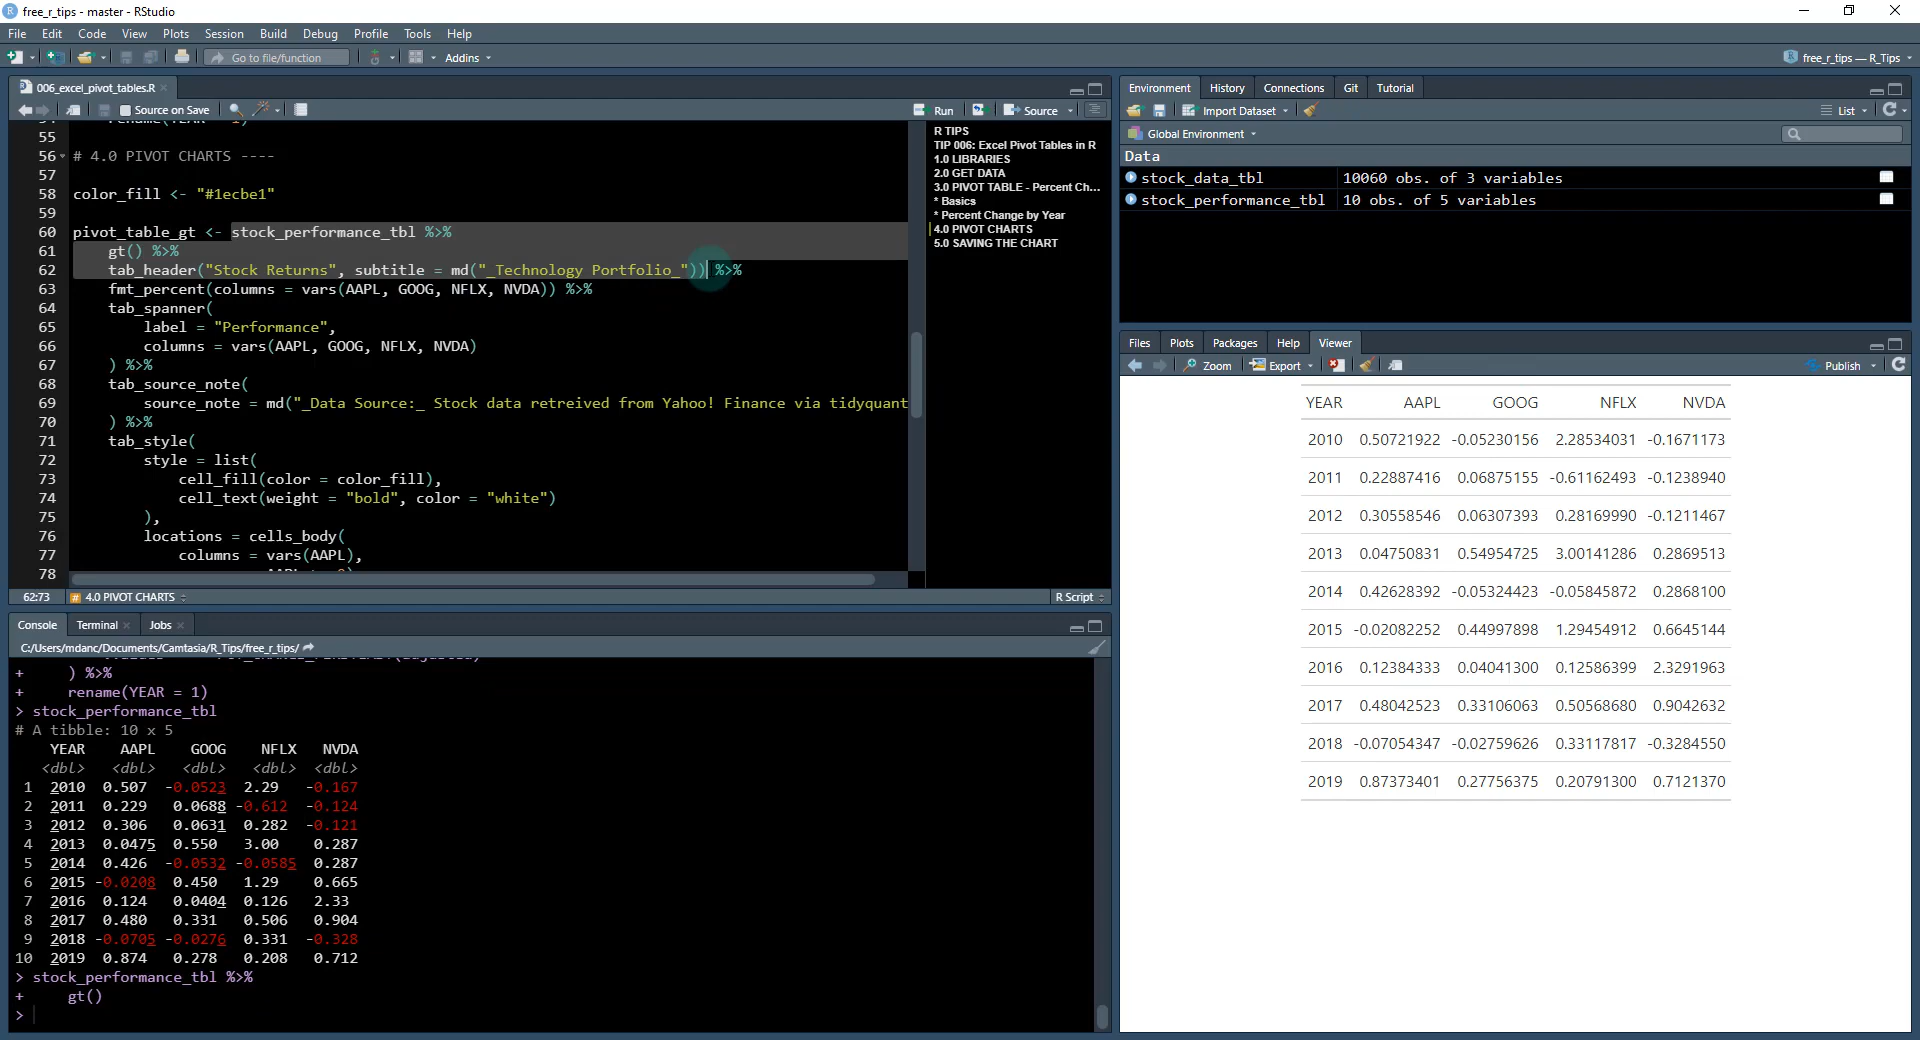 free_r_tips - master - RStudio
File Edit Code View Plots Session Build Debug Profile Tools Help
Go to file/function Addins free_r_tips — R_Tips
006_excel_pivot_tables.R
Source on Save Run Source
55
56 # 4.0 PIVOT CHARTS ----
57
58 color_fill <- "#1ecbe1"
59
60 pivot_table_gt <- stock_performance_tbl %>%
61 gt() %>%
62 tab_header("Stock Returns", subtitle = md("_Technology Portfolio_")) %>%
63 fmt_percent(columns = vars(AAPL, GOOG, NFLX, NVDA)) %>%
64 tab_spanner(
65 label = "Performance",
66 columns = vars(AAPL, GOOG, NFLX, NVDA)
67 ) %>%
68 tab_source_note(
69 source_note = md("_Data Source:_ Stock data retreived from Yahoo! Finance via tidyquant
70 ) %>%
71 tab_style(
72 style = list(
73 cell_fill(color = color_fill),
74 cell_text(weight = "bold", color = "white")
75 ),
76 locations = cells_body(
77 columns = vars(AAPL),
78
R TIPS
TIP 006: Excel Pivot Tables in R
1.0 LIBRARIES
2.0 GET DATA
3.0 PIVOT TABLE - Percent Ch...
* Basics
* Percent Change by Year
4.0 PIVOT CHARTS
5.0 SAVING THE CHART
62:73 # 4.0 PIVOT CHARTS R Script
Console Terminal Jobs
C:/Users/mdanc/Documents/Camtasia/R_Tips/free_r_tips/
+ ) %>%
+ rename(YEAR = 1)
> stock_performance_tbl
# A tibble: 10 x 5
YEAR AAPL GOOG NFLX NVDA
<dbl> <dbl> <dbl> <dbl> <dbl>
1 2010 0.507 -0.0523 2.29 -0.167
2 2011 0.229 0.0688 -0.612 -0.124
3 2012 0.306 0.0631 0.282 -0.121
4 2013 0.0475 0.550 3.00 0.287
5 2014 0.426 -0.0532 -0.0585 0.287
6 2015 -0.0208 0.450 1.29 0.665
7 2016 0.124 0.0404 0.126 2.33
8 2017 0.480 0.331 0.506 0.904
9 2018 -0.0705 -0.0276 0.331 -0.328
10 2019 0.874 0.278 0.208 0.712
> stock_performance_tbl %>%
+ gt()
>
Environment History Connections Git Tutorial
Import Dataset List
Global Environment
Data
stock_data_tbl 10060 obs. of 3 variables
stock_performance_tbl 10 obs. of 5 variables
Files Plots Packages Help Viewer
Zoom Export Publish
YEAR AAPL GOOG NFLX NVDA
2010 0.50721922 -0.05230156 2.28534031 -0.1671173
2011 0.22887416 0.06875155 -0.61162493 -0.1238940
2012 0.30558546 0.06307393 0.28169990 -0.1211467
2013 0.04750831 0.54954725 3.00141286 0.2869513
2014 0.42628392 -0.05324423 -0.05845872 0.2868100
2015 -0.02082252 0.44997898 1.29454912 0.6645144
2016 0.12384333 0.04041300 0.12586399 2.3291963
2017 0.48042523 0.33106063 0.50568680 0.9042632
2018 -0.07054347 -0.02759626 0.33117817 -0.3284550
2019 0.87373401 0.27756375 0.20791300 0.7121370